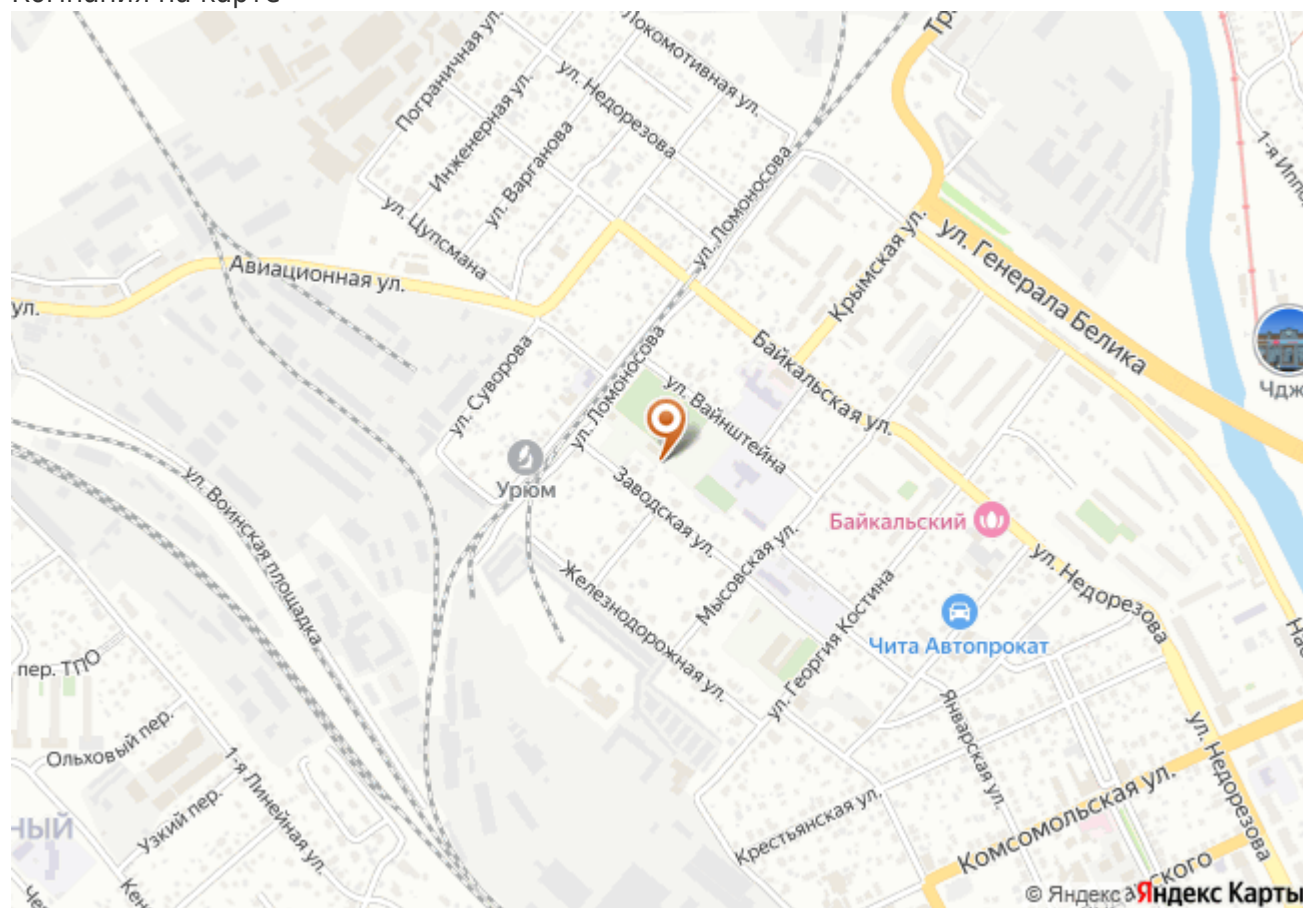 Компания на карте
Локомотивная ул.
Пограничная ул.
ул. Недорезова
Инженерная ул.
ул. Варганова
1-я
ул. Цупсмана
ул. Ломоносова
Крымская ул.
ул. Генерала Белика
Авиационная ул.
ул.
ул. Суворова
ул. Ломоносова
Байкальская ул.
ул. Вайнштейна
Урюм
Заводская ул.
Байкальский
ул. Воинская площадка
Мысовская ул.
ул. Недорезова
Железнодорожная ул.
ул. Георгия Костина
Чита Автопрокат
пер. ТПО
Январская ул.
Ольховый пер.
1-я Линейная ул.
ул. Недорезова
Узкий пер.
Крестьянская ул.
Комсомольская ул.
© Яндекс
Яндекс Карты